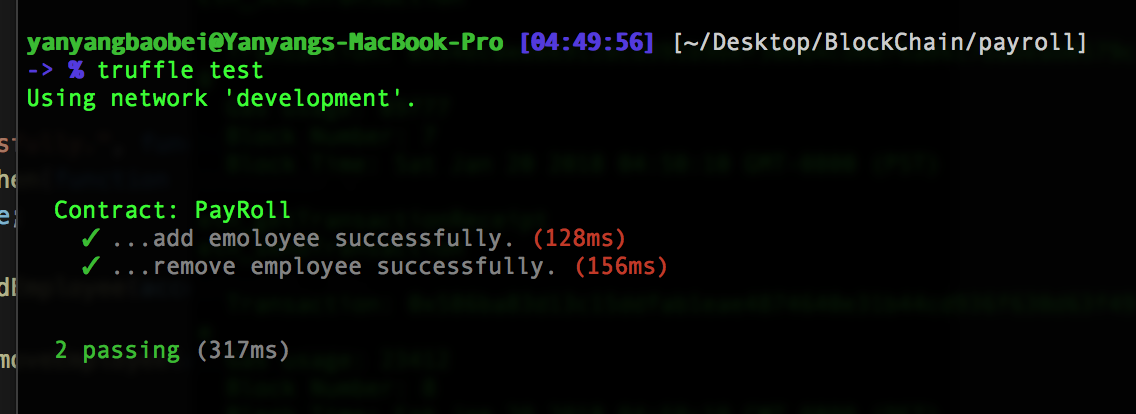 yanyangbaobei@Yanyangs-MacBook-Pro [04:49:56] [~/Desktop/BlockChain/payroll]
-> % truffle test
Using network 'development'.
Contract: PayRoll
✓ ...add emoloyee successfully. (128ms)
✓ ...remove employee successfully. (156ms)
2 passing (317ms)